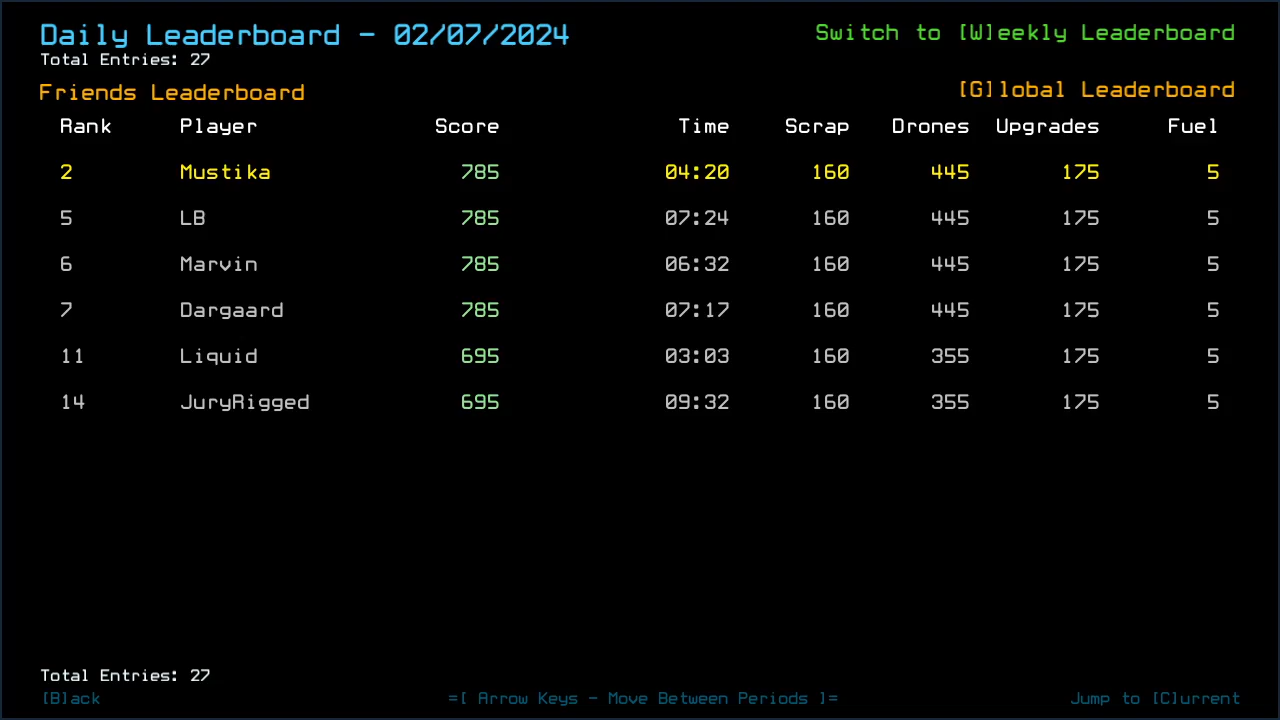 Daily Leaderboard - 02/07/2024 Switch to [W]eekly Leaderboard
Total Entries: 27
Friends Leaderboard [G]lobal Leaderboard
Rank Player Score Time Scrap Drones Upgrades Fuel
2 Mustika 785 04:20 160 445 175 5
5 LB 785 07:24 160 445 175 5
6 Marvin 785 06:32 160 445 175 5
7 Dargaard 785 07:17 160 445 175 5
11 Liquid 695 03:03 160 355 175 5
14 JuryRigged 695 09:32 160 355 175 5
Total Entries: 27
[B]ack =[ Arrow Keys - Move Between Periods ]= Jump to [C]urrent